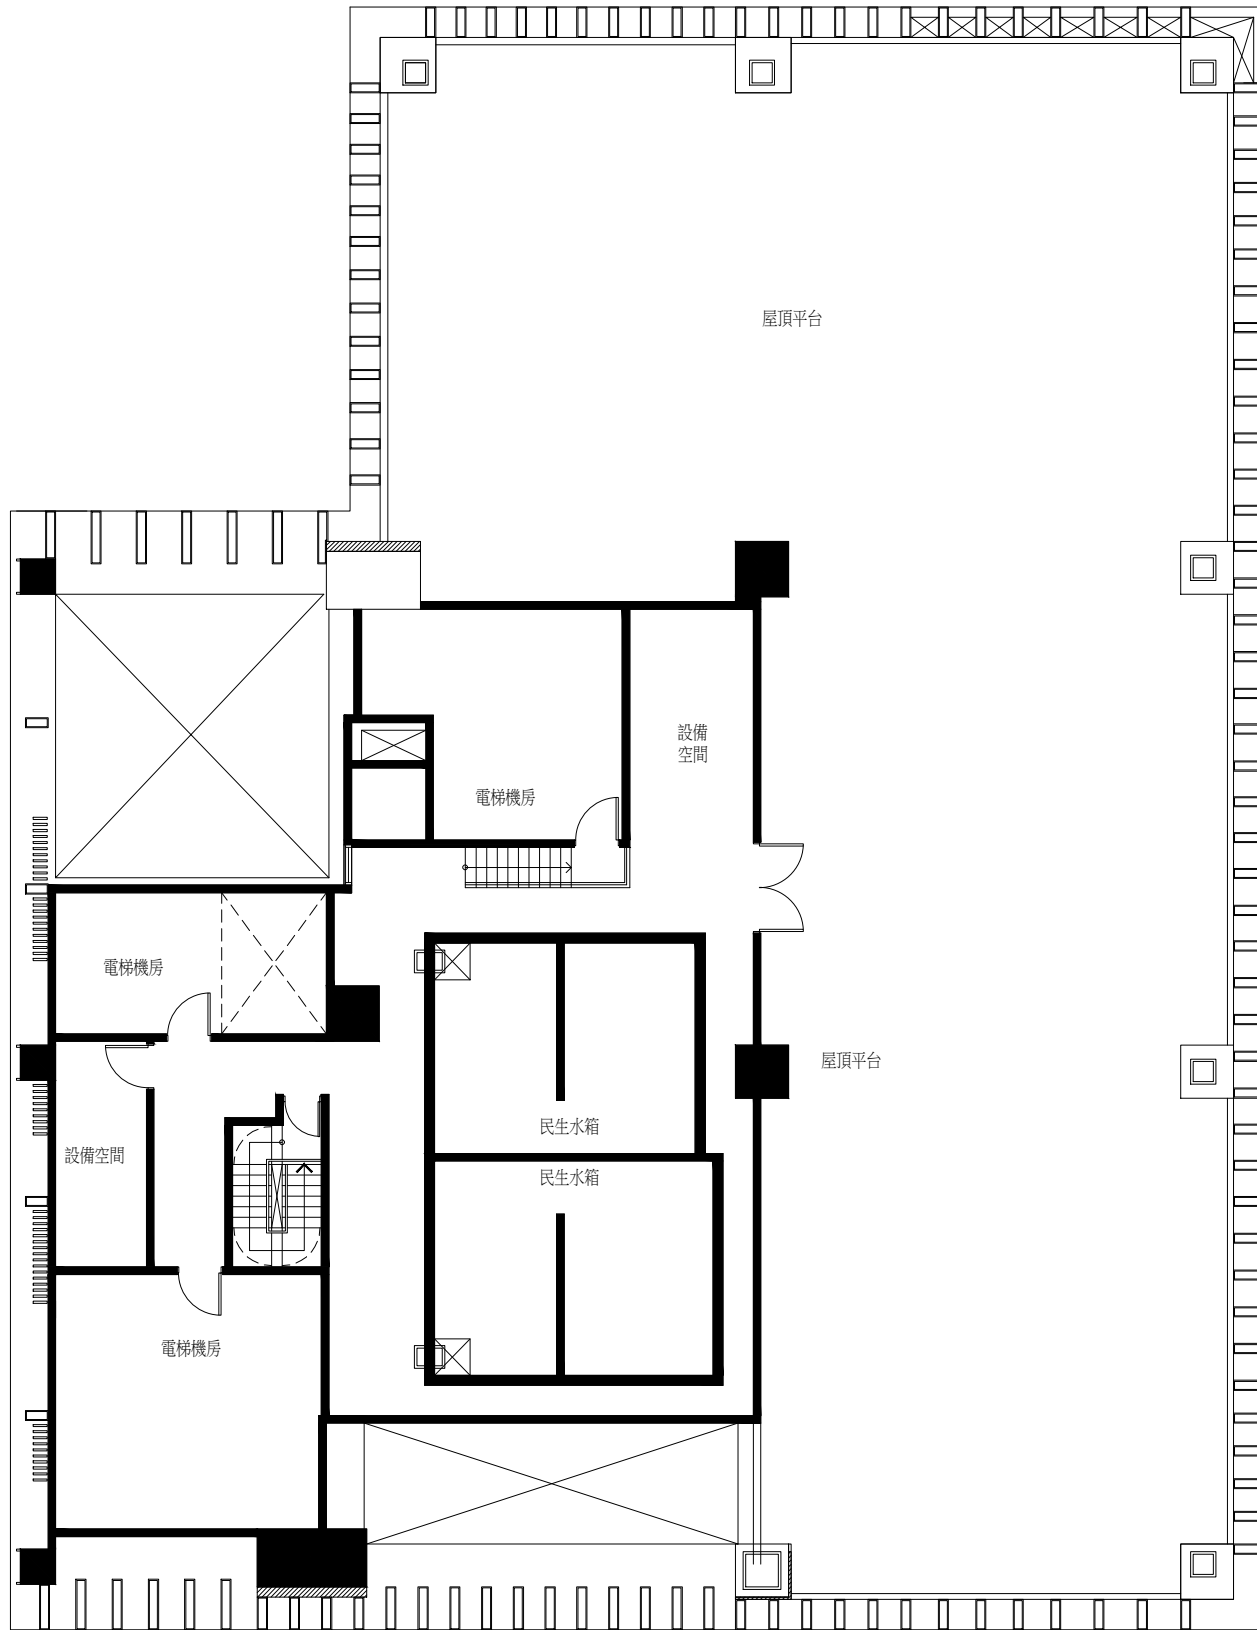 屋頂平台
設備
空間
電梯機房
電梯機房
屋頂平台
民生水箱
設備空間
民生水箱
電梯機房